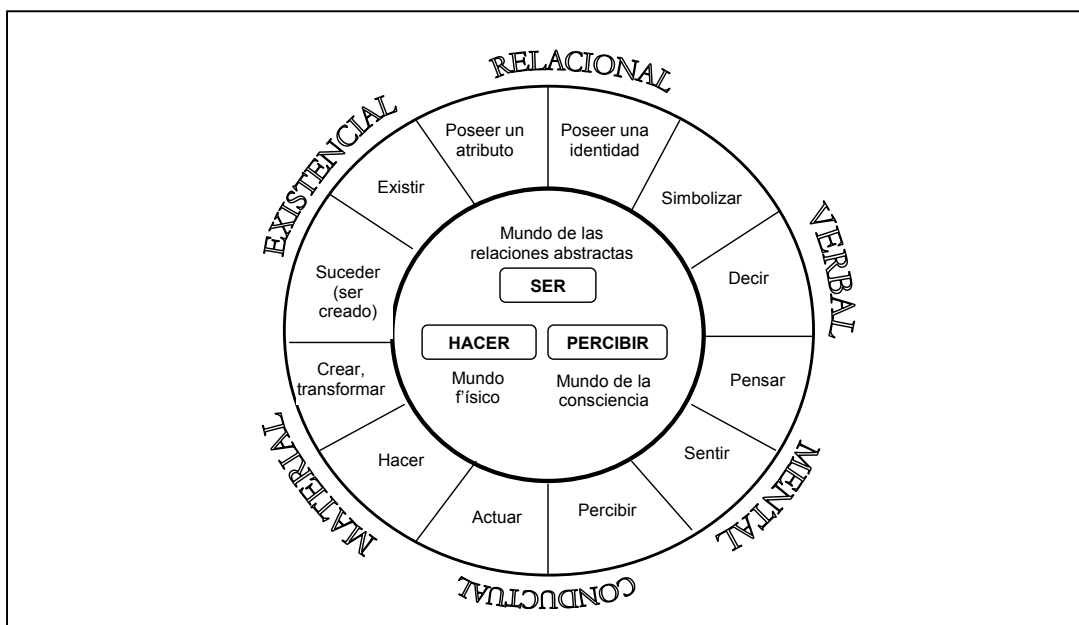 RELACIONAL
EXISTENCIAL
VERBAL
MENTAL
CONDUCTUAL
MATERIAL
Poseer un
atributo
Poseer una
identidad
Simbolizar
Decir
Pensar
Sentir
Percibir
Actuar
Hacer
Crear,
transformar
Suceder
(ser
creado)
Existir
Mundo de las
relaciones abstractas
SER
HACER
PERCIBIR
Mundo
f'ísico
Mundo de la
consciencia